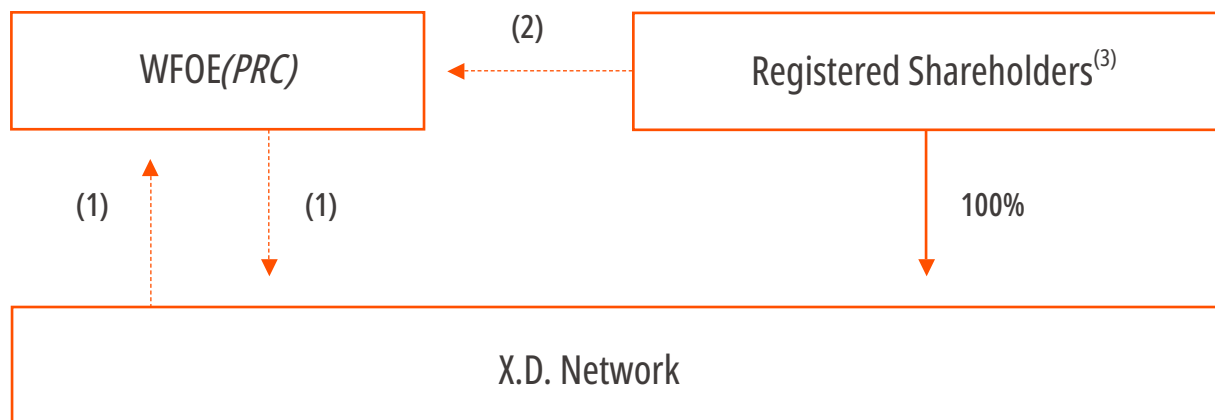 (2)
WFOE(PRC)
Registered Shareholders(3)
(1)
(1)
100%
X.D. Network